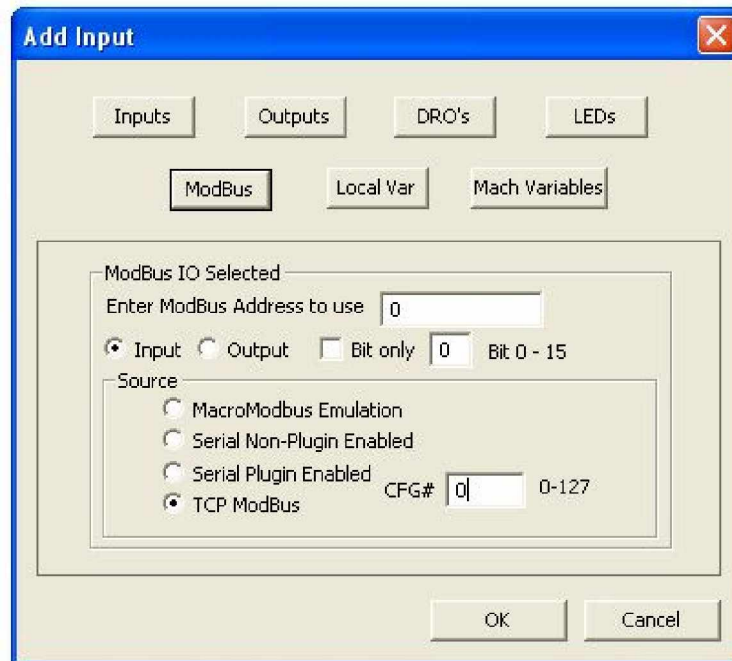 Add Input
Inputs Outputs DRO's LEDs
ModBus Local Var Mach Variables
ModBus IO Selected
Enter ModBus Address to use 0
Input Output Bit only 0 Bit 0 - 15
Source
MacroModbus Emulation
Serial Non-Plugin Enabled
Serial Plugin Enabled
CFG# 0 0-127
TCP ModBus
OK Cancel